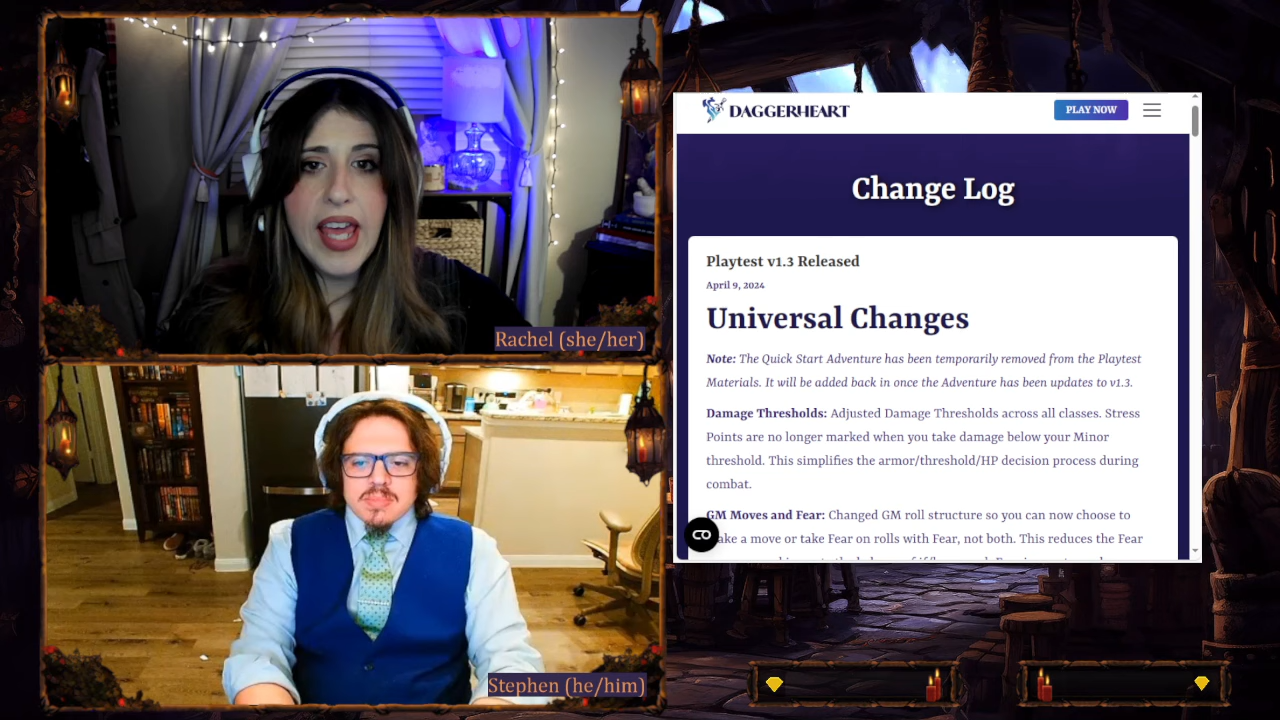 Rachel (she/her)
Stephen (he/him)
DAGGERHEART
PLAY NOW
Change Log
Playtest v1.3 Released
April 9, 2024
Universal Changes
Note: The Quick Start Adventure has been temporarily removed from the Playtest
Materials. It will be added back in once the Adventure has been updates to v1.3.
Damage Thresholds: Adjusted Damage Thresholds across all classes. Stress
Points are no longer marked when you take damage below your Minor
threshold. This simplifies the armor/threshold/HP decision process during
combat.
GM Moves and Fear: Changed GM roll structure so you can now choose to
a move or take Fear on rolls with Fear, not both. This reduces the Fear